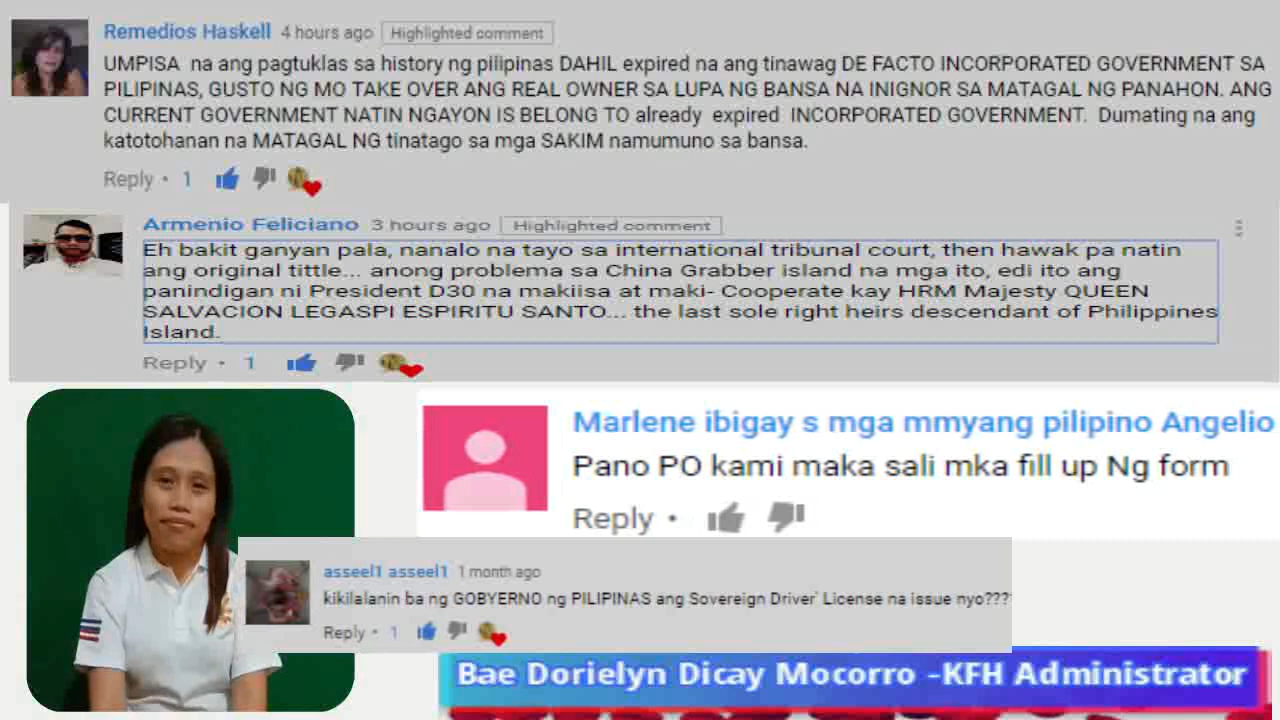 Remedios Haskell 4 hours ago Highlighted comment
UMPISA na ang pagtuklas sa history ng pilipinas DAHIL expired na ang tinawag DE FACTO INCORPORATED GOVERNMENT SA
PILIPINAS, GUSTO NG MO TAKE OVER ANG REAL OWNER SA LUPA NG BANSA NA INIGNOR SA MATAGAL NG PANAHON. ANG
CURRENT GOVERNMENT NATIN NGAYON IS BELONG TO already expired INCORPORATED GOVERNMENT. Dumating na ang
katotohanan na MATAGAL NG tinatago sa mga SAKIM namumuno sa bansa.
Reply • 1
Armenio Feliciano 3 hours ago Highlighted comment
Eh bakit ganyan pala, nanalo na tayo sa international tribunal court, then hawak pa natin
ang original tittle... anong problema sa China Grabber island na mga ito, edi ito ang
panindigan ni President D30 na makiisa at maki- Cooperate kay HRM Majesty QUEEN
SALVACION LEGASPI ESPIRITU SANTO... the last sole right heirs descendant of Philippines
Island.
Reply • 1
Marlene ibigay s mga mmyang pilipino Angelio
Pano PO kami maka sali mka fill up Ng form
Reply •
asseel1 asseel1 1 month ago
kikilalanin ba ng GOBYERNO ng PILIPINAS ang Sovereign Driver` License na issue nyo???
Reply • 1
Bae Dorielyn Dicay Mocorro -KFH Administrator